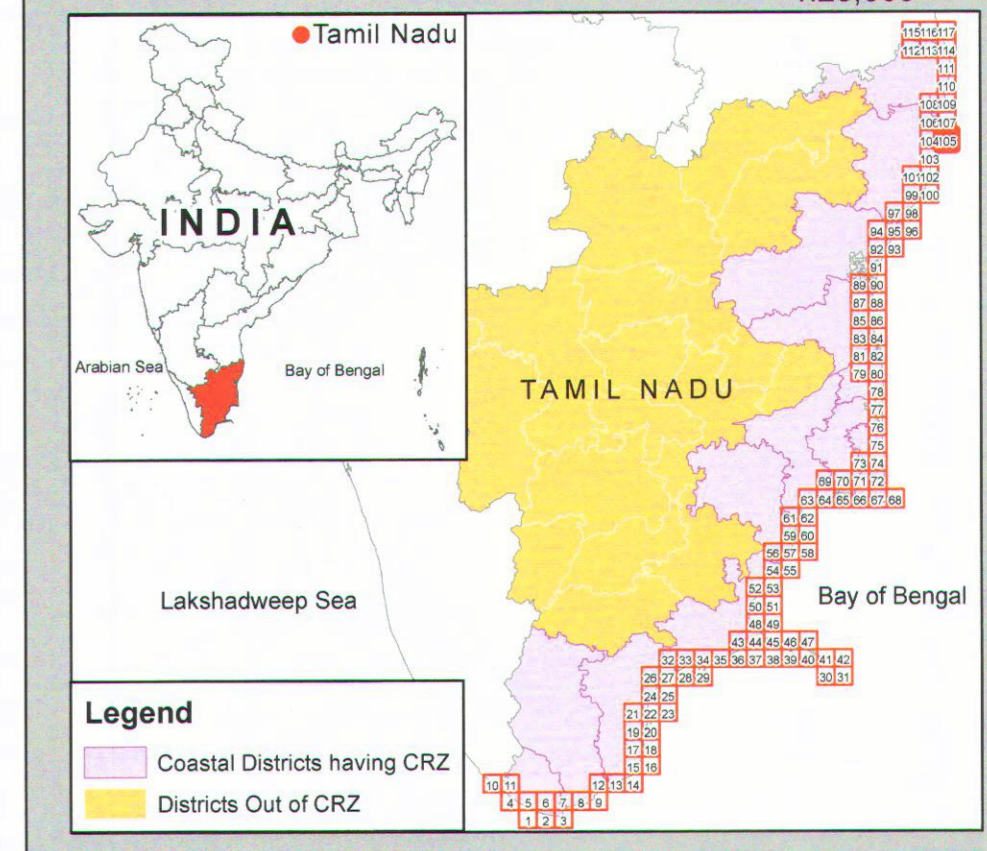 Tamil Nadu
INDIA
Arabian Sea
Bay of Bengal
TAMIL NADU
Lakshadweep Sea
Bay of Bengal
Legend
Coastal Districts having CRZ
Districts Out of CRZ
115 116 117
112 113 114
111
110
108 109
106 107
104 105
103
101 102
99 100
97 98
94 95 96
92 93
91
89 90
87 88
85 86
83 84
81 82
79 80
78
77
76
75
73 74
69 70 71 72
63 64 65 66 67 68
61 62
59 60
56 57 58
54 55
52 53
50 51
48 49
43 44 45 46 47
32 33 34 35 36 37 38 39 40 41 42
26 27 28 29 30 31
24 25
21 22 23
19 20
17 18
15 16
10 11 12 13 14
4 5 6 7 8 9
1 2 3